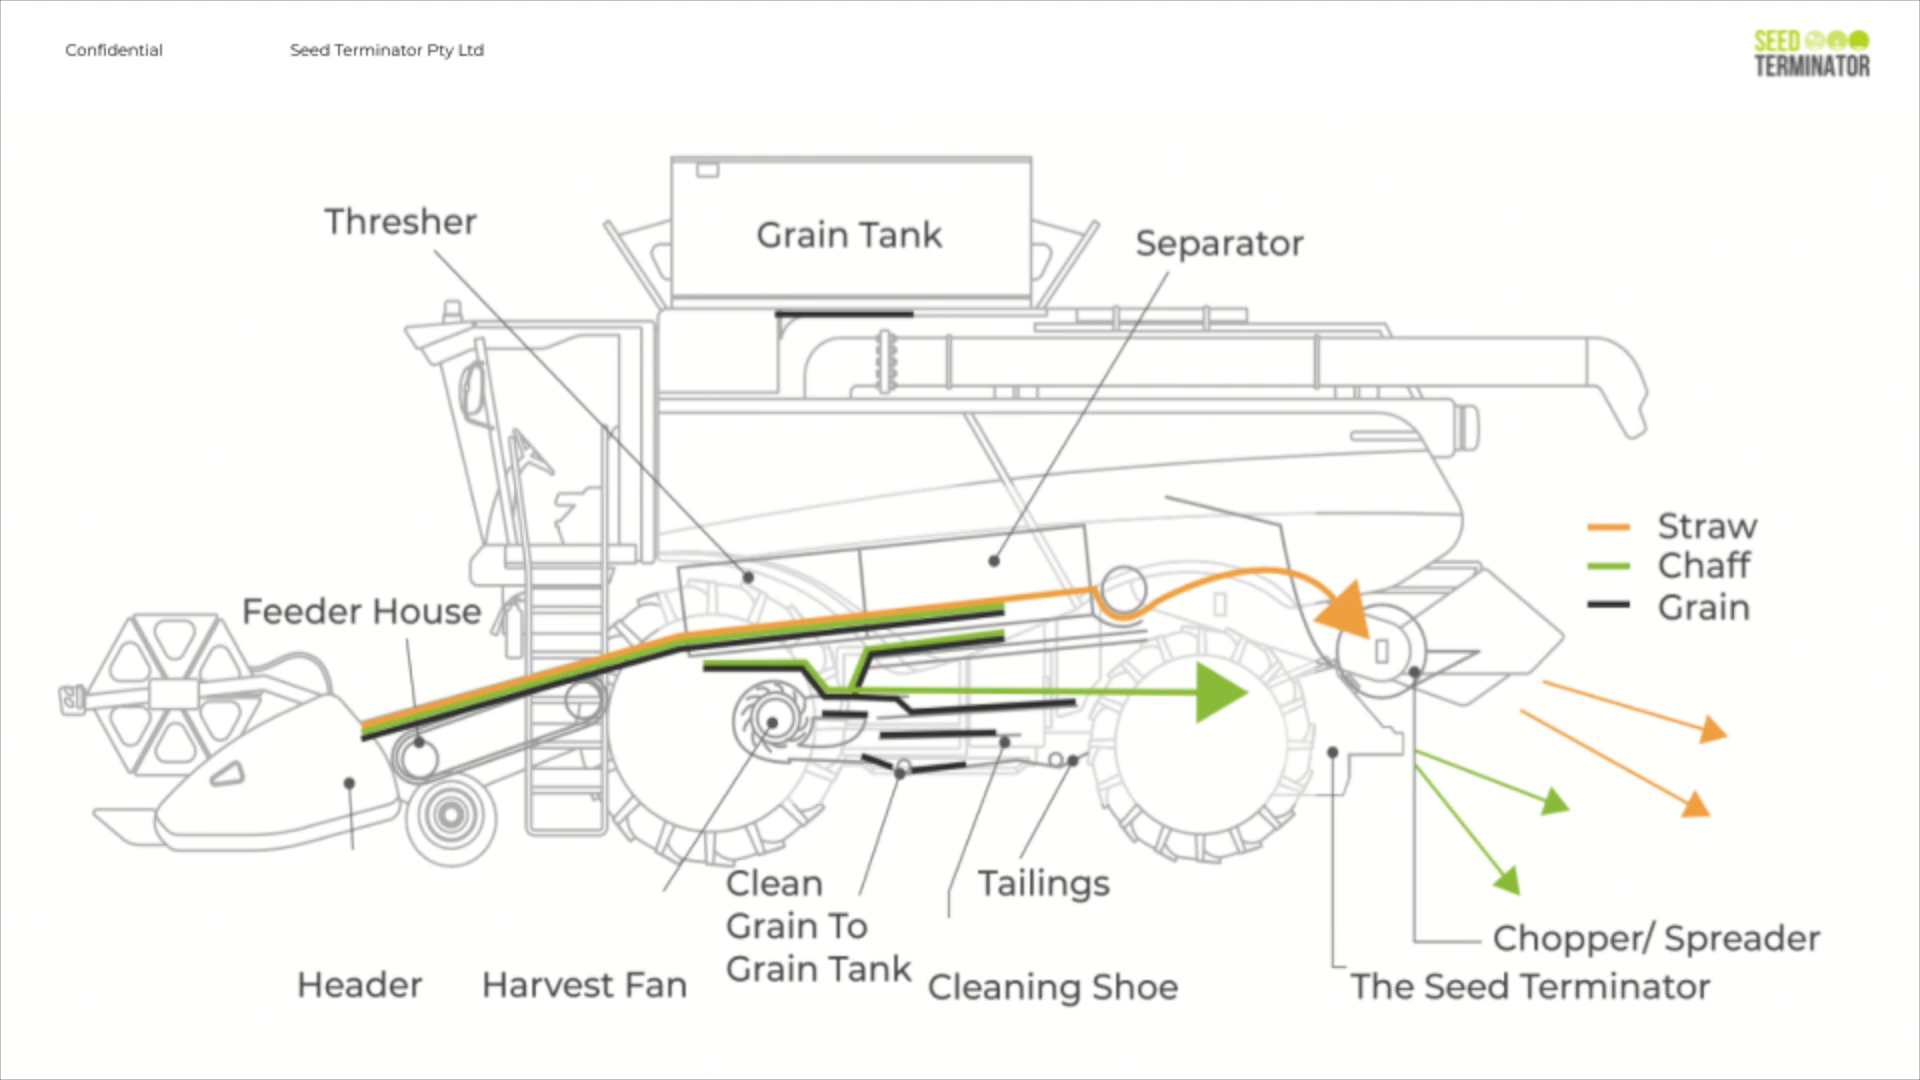 Confidential
Seed Terminator Pty Ltd
SEED
TERMINATOR
Thresher
Grain Tank
Separator
Straw
Chaff
Grain
Feeder House
Clean
Grain To
Grain Tank
Tailings
Chopper/ Spreader
Header
Harvest Fan
Cleaning Shoe
The Seed Terminator